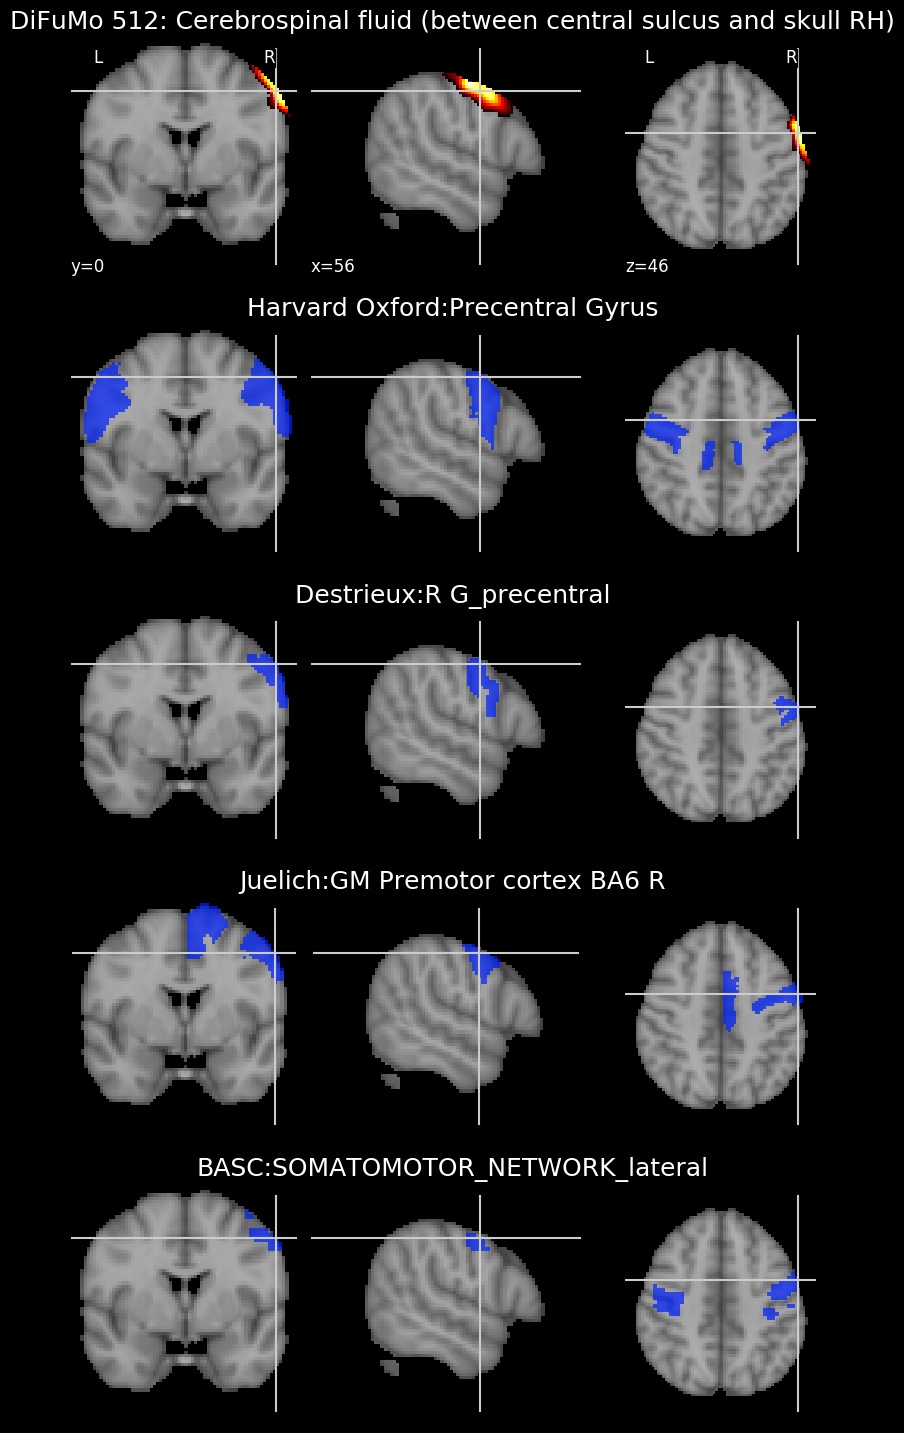 DiFuMo 512: Cerebrospinal fluid (between central sulcus and skull RH)
L R L R
y=0 x=56 z=46
Harvard Oxford:Precentral Gyrus
Destrieux:R G_precentral
Juelich:GM Premotor cortex BA6 R
BASC:SOMATOMOTOR_NETWORK_lateral